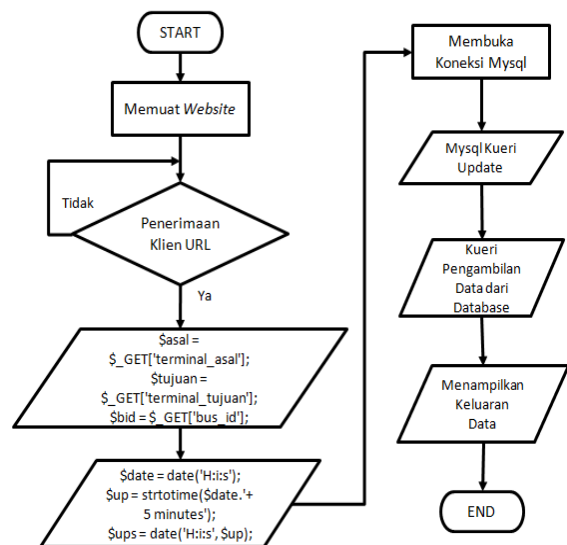 START
Memuat Website
Tidak
Penerimaan
Klien URL
Ya
$asal =
$_GET['terminal_asal'];
$tujuan =
$_GET['terminal_tujuan'];
$bid = $_GET['bus_id'];
$date = date('H:i:s');
$up = strtotime($date.'+
5 minutes');
$ups = date('H:i:s', $up);
Membuka
Koneksi Mysql
Mysql Kueri
Update
Kueri
Pengambilan
Data dari
Database
Menampilkan
Keluaran
Data
END